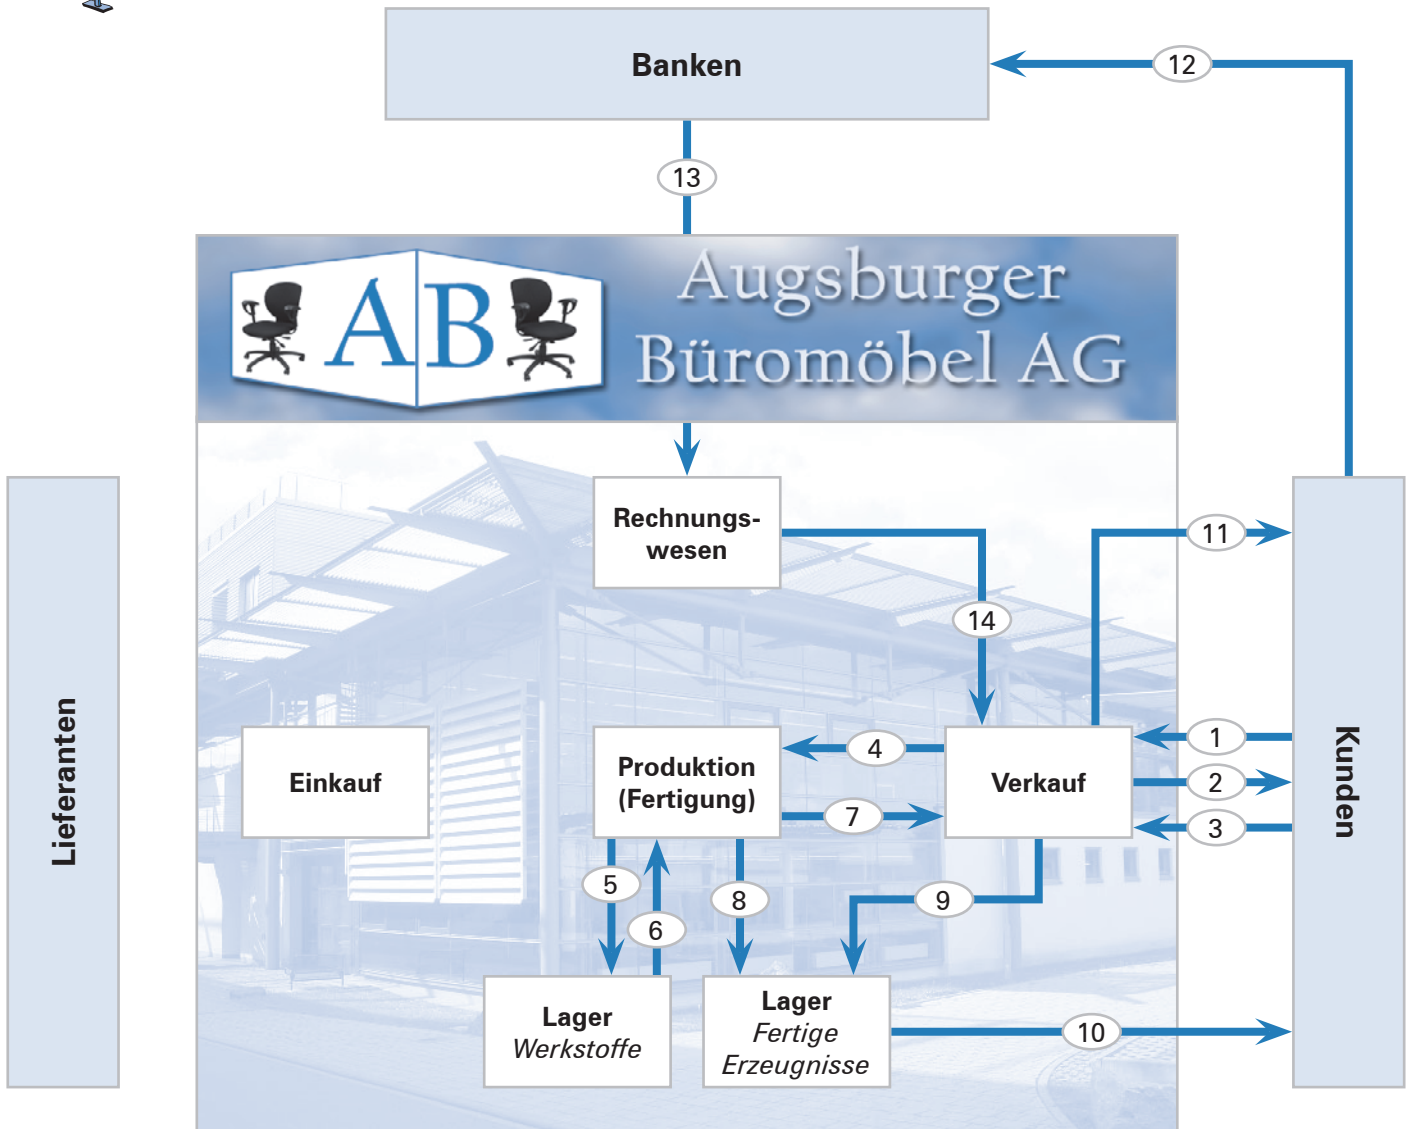 Banken
12
13
AB
Augsburger
Büromöbel AG
Rechnungs-
wesen
11
14
Lieferanten
Einkauf
Produktion
(Fertigung)
4
7
Verkauf
1
2
3
Kunden
5
6
8
9
Lager
Werkstoffe
Lager
Fertige
Erzeugnisse
10